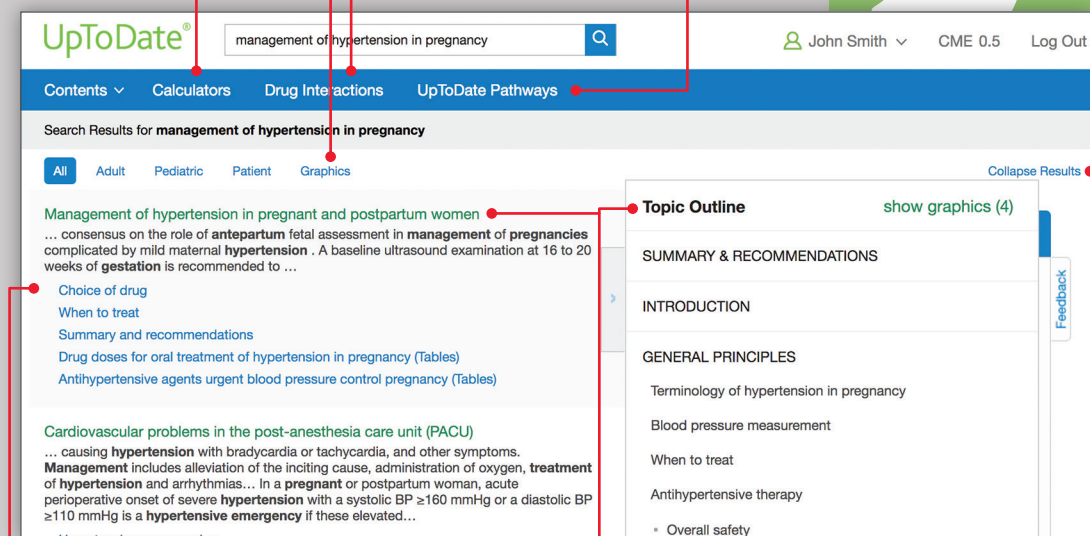 UpToDate®
management of hypertension in pregnancy
John Smith
CME 0.5
Log Out
Contents
Calculators
Drug Interactions
UpToDate Pathways
Search Results for management of hypertension in pregnancy
All
Adult
Pediatric
Patient
Graphics
Collapse Results
Management of hypertension in pregnant and postpartum women
… consensus on the role of antepartum fetal assessment in management of pregnancies
complicated by mild maternal hypertension . A baseline ultrasound examination at 16 to 20
weeks of gestation is recommended to …
Choice of drug
When to treat
Summary and recommendations
Drug doses for oral treatment of hypertension in pregnancy (Tables)
Antihypertensive agents urgent blood pressure control pregnancy (Tables)
Cardiovascular problems in the post-anesthesia care unit (PACU)
… causing hypertension with bradycardia or tachycardia, and other symptoms.
Management includes alleviation of the inciting cause, administration of oxygen, treatment
of hypertension and arrhythmias… In a pregnant or postpartum woman, acute
perioperative onset of severe hypertension with a systolic BP ≥160 mmHg or a diastolic BP
≥110 mmHg is a hypertensive emergency if these elevated…
Topic Outline
show graphics (4)
SUMMARY & RECOMMENDATIONS
INTRODUCTION
GENERAL PRINCIPLES
Terminology of hypertension in pregnancy
Blood pressure measurement
When to treat
Antihypertensive therapy
▪ Overall safety
Feedback